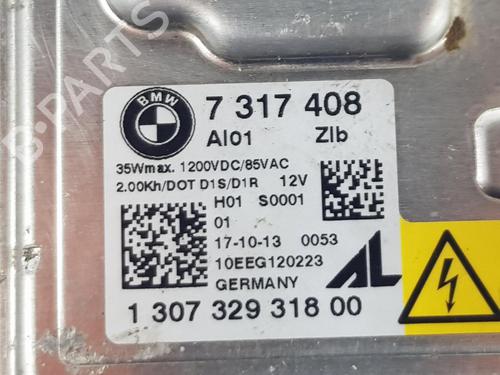 B-PARTS
BMW
7 317 408
AI01 ZIb
35Wmax. 1200VDC/85VAC
2.00Kh/DOT D1S/D1R 12V
H01 S0001
01
17-10-13 0053
10EEG120223
AL
GERMANY
1 307 329 318 00